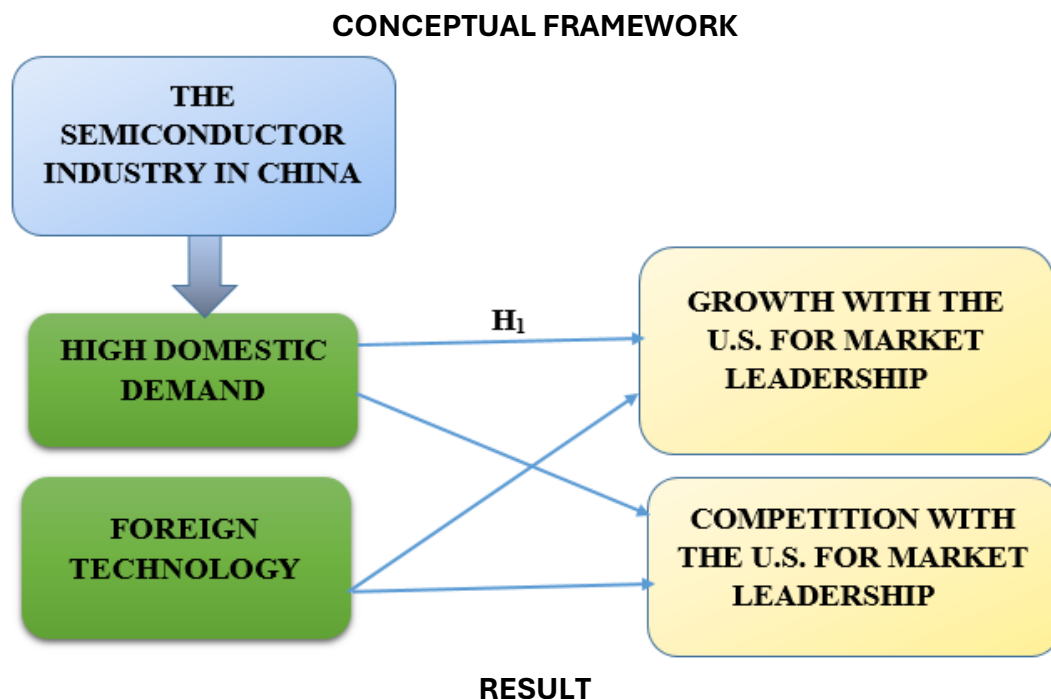 CONCEPTUAL FRAMEWORK
THE
SEMICONDUCTOR
INDUSTRY IN CHINA
HIGH DOMESTIC
DEMAND
H₁
GROWTH WITH THE
U.S. FOR MARKET
LEADERSHIP
FOREIGN
TECHNOLOGY
COMPETITION WITH
THE U.S. FOR MARKET
LEADERSHIP
RESULT